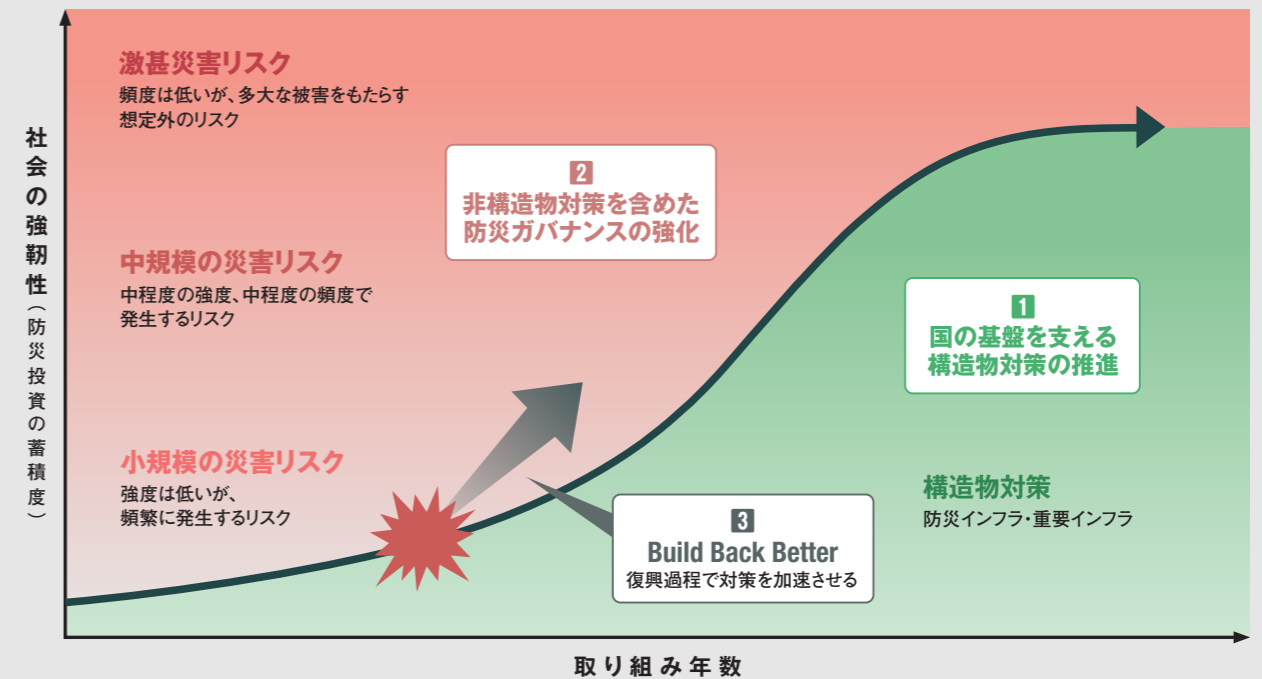 激甚災害リスク
頻度は低いが、多大な被害をもたらす
想定外のリスク
2
非構造物対策を含めた
防災ガバナンスの強化
中規模の災害リスク
中程度の強度、中程度の頻度で
発生するリスク
1
国の基盤を支える
構造物対策の推進
小規模の災害リスク
強度は低いが、
頻繁に発生するリスク
構造物対策
防災インフラ・重要インフラ
3
Build Back Better
復興過程で対策を加速させる
社会の強靭性（防災投資の蓄積度）
取り組み年数